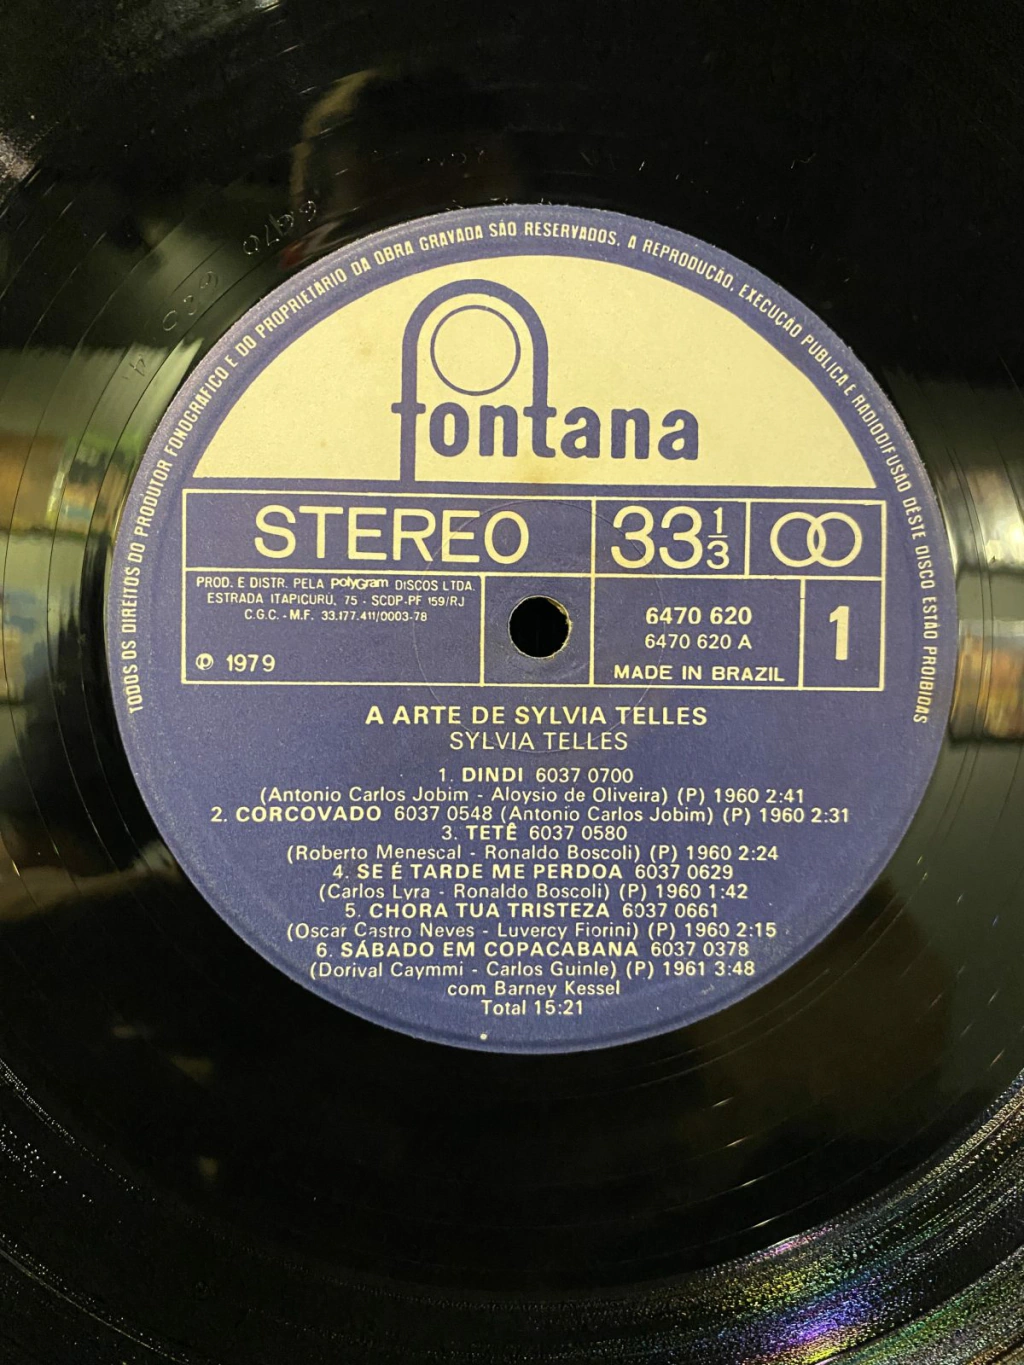 TODOS OS DIREITOS DO PRODUTOR FONOGRÁFICO E DO PROPRIETÁRIO DA OBRA GRAVADA SÃO RESERVADOS. A REPRODUÇÃO, EXECUÇÃO PUBLICA E RADIODIFUSÃO DÊSTE DISCO ESTÃO PROIBIDAS
fontana
STEREO 33 1/3
PROD. E DISTR. PELA PolyGram DISCOS LTDA.
ESTRADA ITAPICURU, 75 - SCDP-PF 159/RJ
C.G.C. - M.F. 33.177.411/0003-78
℗ 1979
6470 620
6470 620 A
MADE IN BRAZIL
1
A ARTE DE SYLVIA TELLES
SYLVIA TELLES
1. DINDI 6037 0700
(Antonio Carlos Jobim - Aloysio de Oliveira) (P) 1960 2:41
2. CORCOVADO 6037 0548 (Antonio Carlos Jobim) (P) 1960 2:31
3. TETÊ 6037 0580
(Roberto Menescal - Ronaldo Boscoli) (P) 1960 2:24
4. SE É TARDE ME PERDOA 6037 0629
(Carlos Lyra - Ronaldo Boscoli) (P) 1960 1:42
5. CHORA TUA TRISTEZA 6037 0661
(Oscar Castro Neves - Luvercy Fiorini) (P) 1960 2:15
6. SÁBADO EM COPACABANA 6037 0378
(Dorival Caymmi - Carlos Guinle) (P) 1961 3:48
com Barney Kessel
Total 15:21